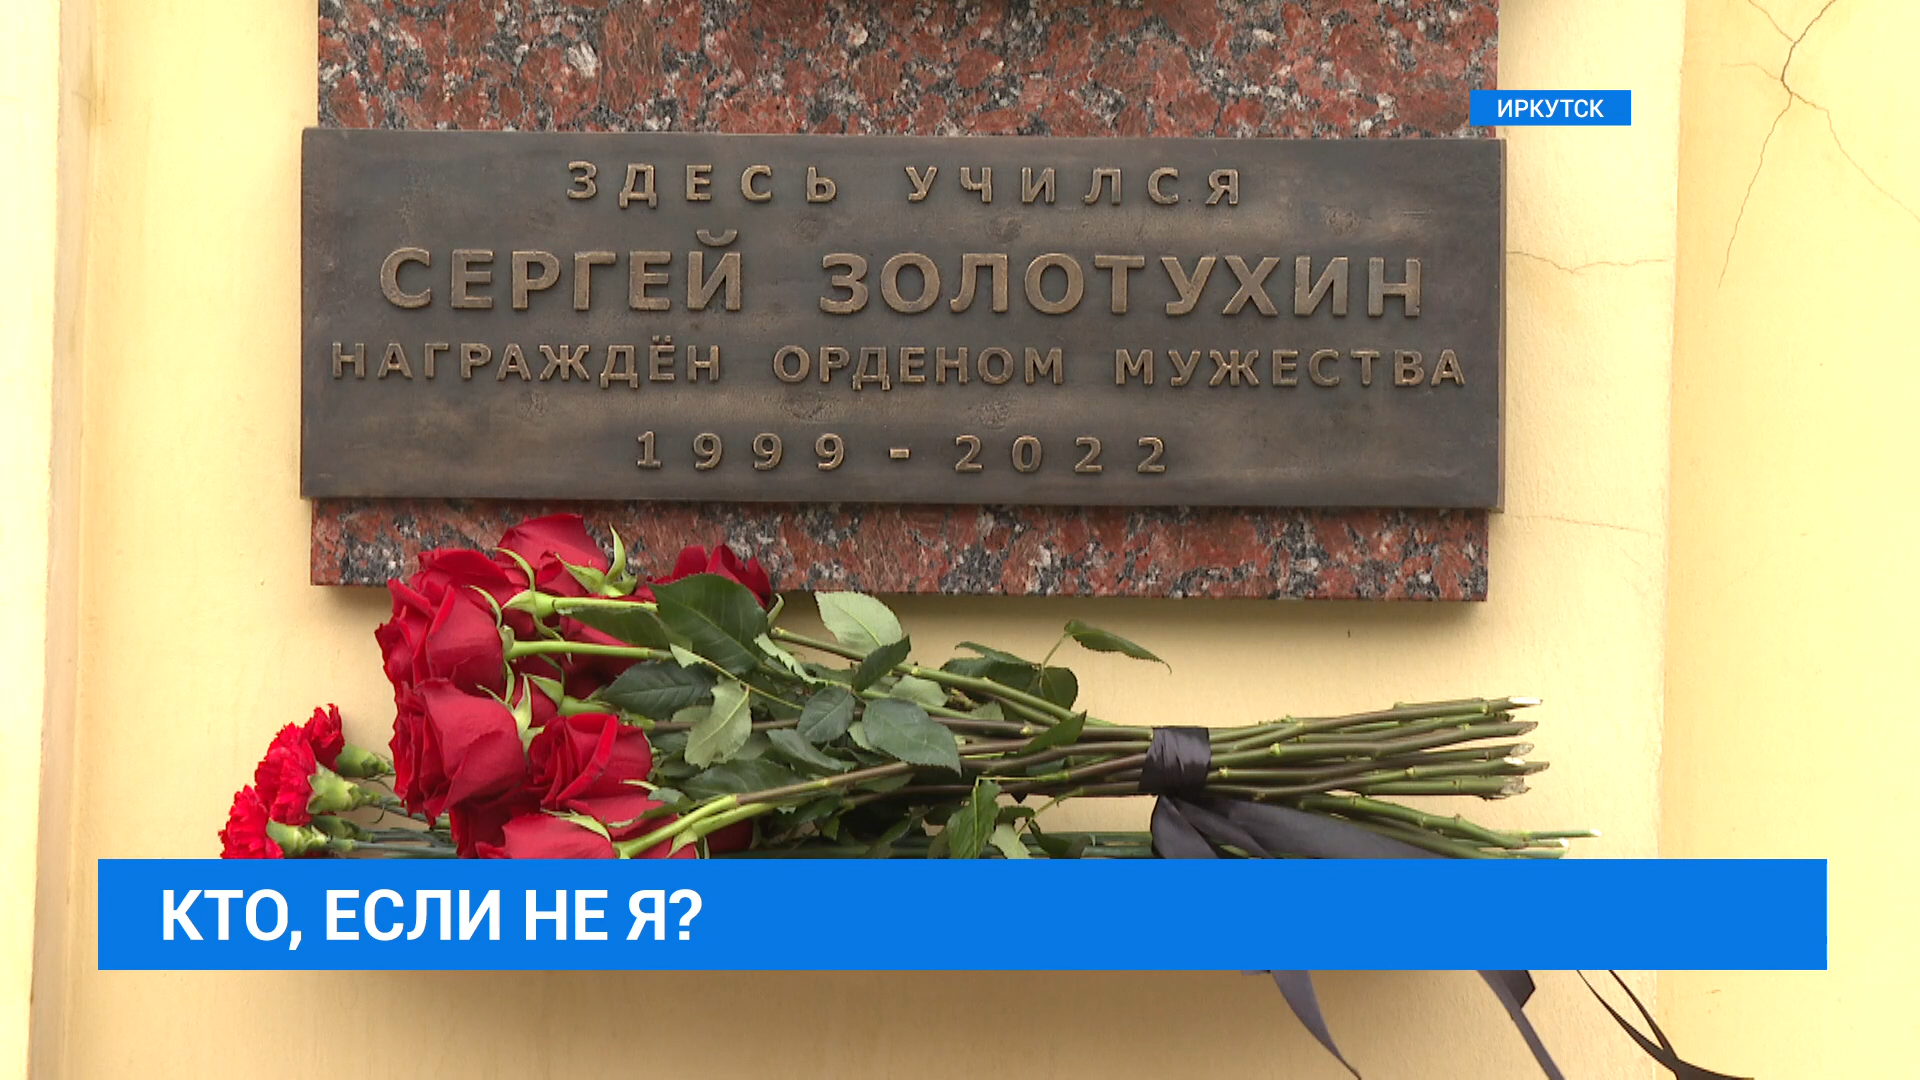 ИРКУТСК
ЗДЕСЬ УЧИЛСЯ
СЕРГЕЙ ЗОЛОТУХИН
НАГРАЖДЁН ОРДЕНОМ МУЖЕСТВА
1999 - 2022
КТО, ЕСЛИ НЕ Я?